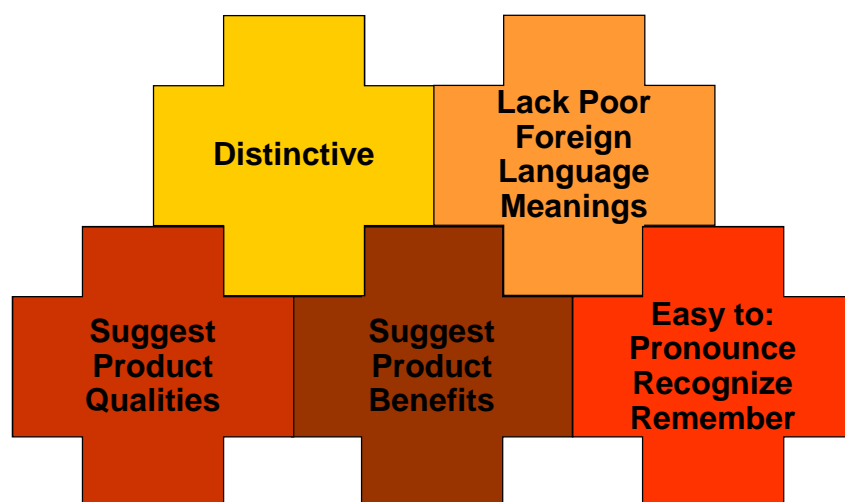 Distinctive
Lack Poor
Foreign
Language
Meanings
Suggest
Product
Qualities
Suggest
Product
Benefits
Easy to:
Pronounce
Recognize
Remember